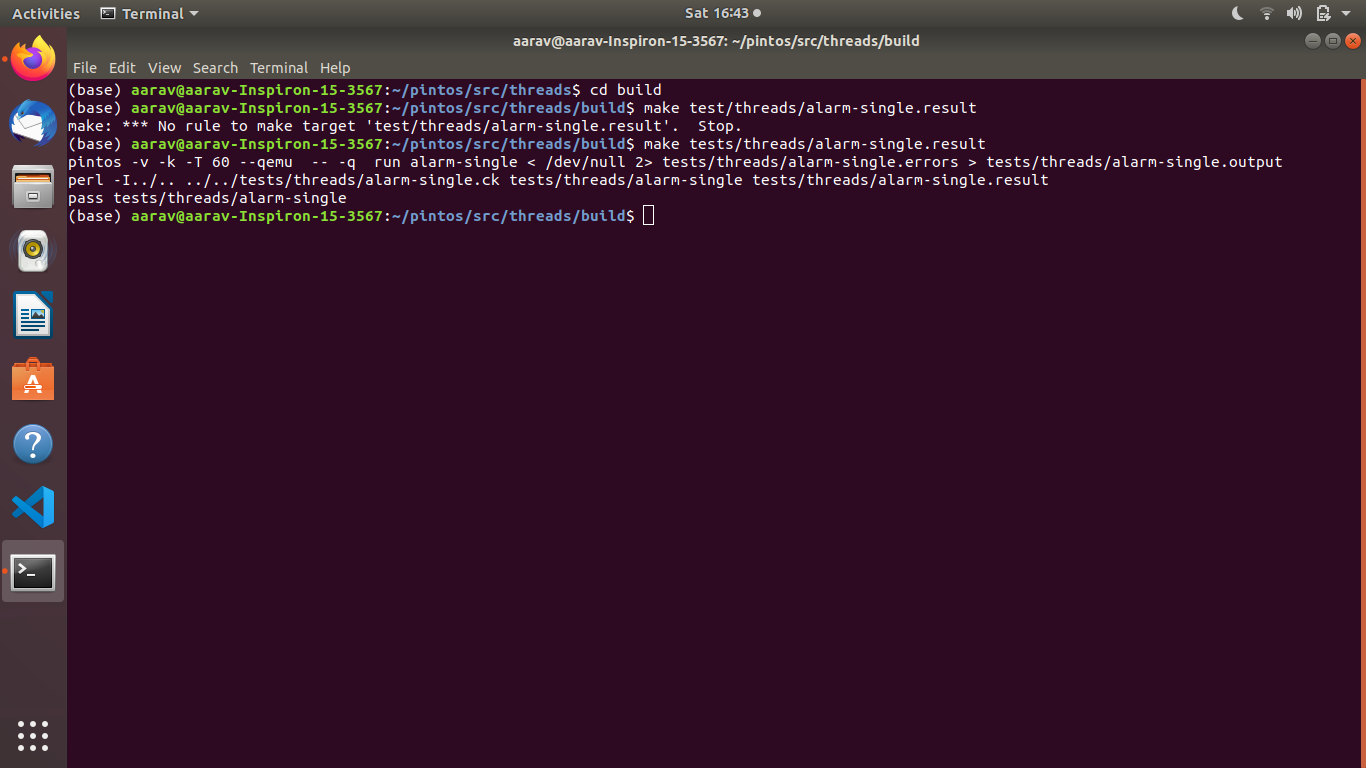 Activities Terminal Sat 16:43
aarav@aarav-Inspiron-15-3567: ~/pintos/src/threads/build
File Edit View Search Terminal Help
(base) aarav@aarav-Inspiron-15-3567:~/pintos/src/threads$ cd build
(base) aarav@aarav-Inspiron-15-3567:~/pintos/src/threads/build$ make test/threads/alarm-single.result
make: *** No rule to make target 'test/threads/alarm-single.result'.  Stop.
(base) aarav@aarav-Inspiron-15-3567:~/pintos/src/threads/build$ make tests/threads/alarm-single.result
pintos -v -k -T 60 --qemu  -- -q  run alarm-single < /dev/null 2> tests/threads/alarm-single.errors > tests/threads/alarm-single.output
perl -I../.. ../../tests/threads/alarm-single.ck tests/threads/alarm-single tests/threads/alarm-single.result
pass tests/threads/alarm-single
(base) aarav@aarav-Inspiron-15-3567:~/pintos/src/threads/build$